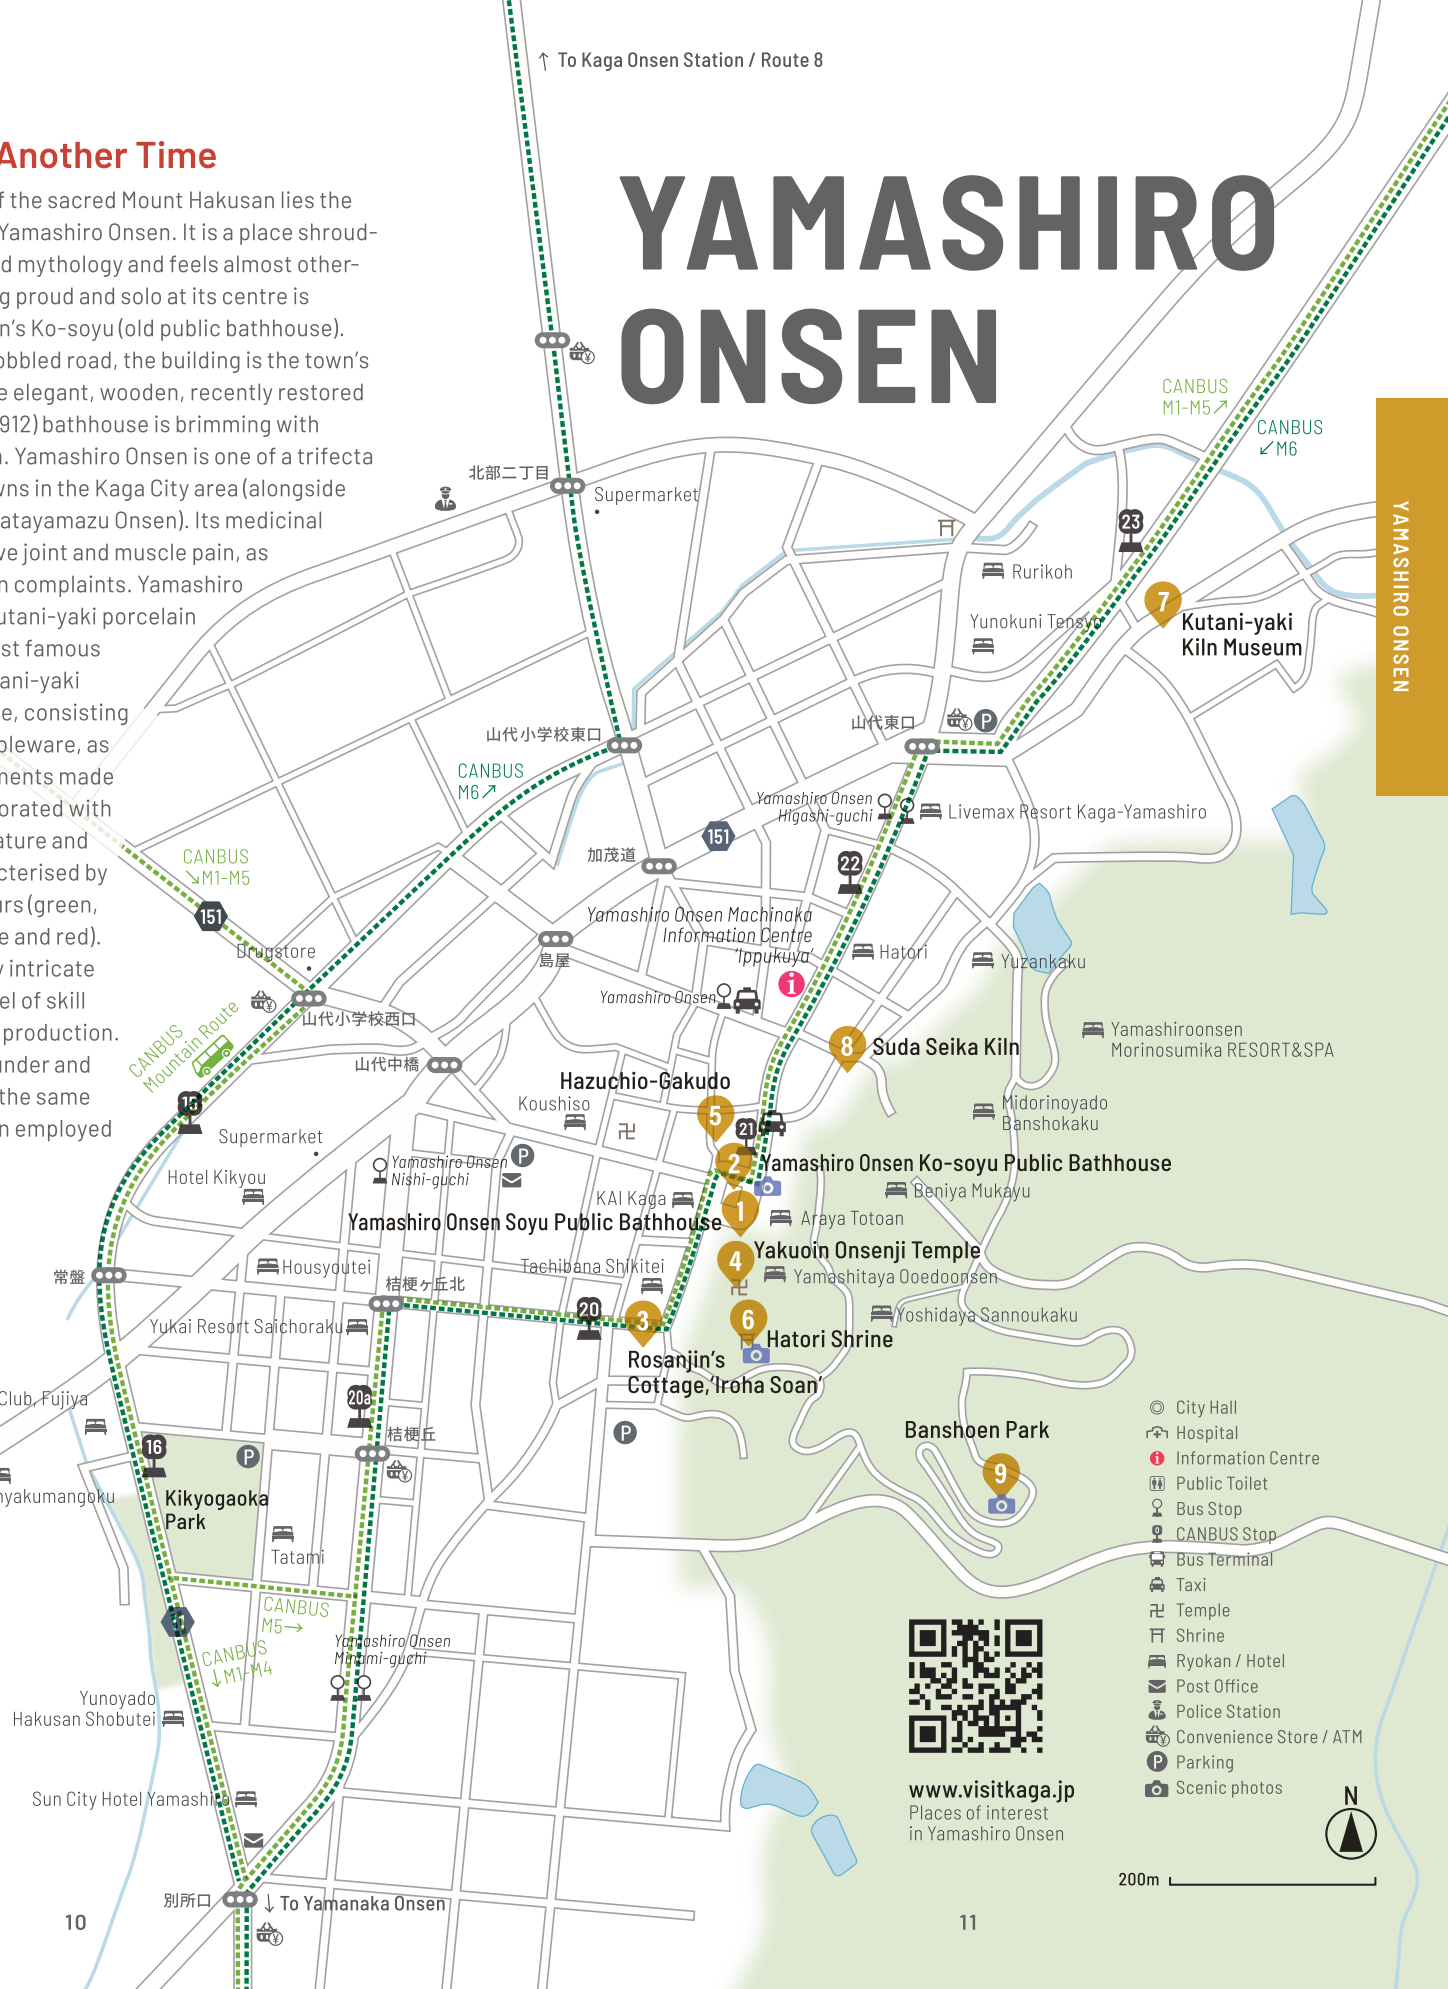 ↑ To Kaga Onsen Station / Route 8
Another Time
f the sacred Mount Hakusan lies the
Yamashiro Onsen. It is a place shroud-
d mythology and feels almost other-
g proud and solo at its centre is
n's Ko-soyu (old public bathhouse).
obbled road, the building is the town's
e elegant, wooden, recently restored
912) bathhouse is brimming with
. Yamashiro Onsen is one of a trifecta
wns in the Kaga City area (alongside
atayamazu Onsen). Its medicinal
ve joint and muscle pain, as
n complaints. Yamashiro
utani-yaki porcelain
st famous
ani-yaki
e, consisting
bleware, as
ments made
orated with
ature and
cterised by
urs (green,
e and red).
y intricate
el of skill
production.
under and
the same
n employed
YAMASHIRO
ONSEN
CANBUS
M1-M5↗
CANBUS
↙M6
YAMASHIRO ONSEN
北部二丁目
Supermarket
23
Rurikoh
Yunokuni Tensyo
7
Kutani-yaki
Kiln Museum
山代小学校東口
山代東口
P
CANBUS
M6↗
Yamashiro Onsen
Higashi-guchi
Livemax Resort Kaga-Yamashiro
151
加茂道
22
CANBUS
↘M1-M5
151
Drugstore
Yamashiro Onsen Machinaka
Information Centre
'Ippukuya'
Hatori
Yuzankaku
島屋
Yamashiro Onsen
山代小学校西口
CANBUS
Mountain Route
山代中橋
8
Suda Seika Kiln
Yamashiroonsen
Morinosumika RESORT&SPA
Hazuchio-Gakudo
Koushiso
5
15
21
Midorinoyado
Banshokaku
Supermarket
Hotel Kikyou
Yamashiro Onsen
Nishi-guchi
P
2
Yamashiro Onsen Ko-soyu Public Bathhouse
KAI Kaga
Beniya Mukayu
Yamashiro Onsen Soyu Public Bathhouse
1
Araya Totoan
4
Yakuoin Onsenji Temple
Yamashitaya Ooedoonsen
常盤
Housyoutei
桔梗ヶ丘北
Tachibana Shikitei
Yukai Resort Saichoraku
20
3
6
Yoshidaya Sannoukaku
Hatori Shrine
Rosanjin's
Cottage,'Iroha Soan'
Club, Fujiya
20a
桔梗丘
P
16
P
Banshoen Park
9
nyakumangoku
Kikyogaoka
Park
Tatami
CANBUS
M5→
CANBUS
↓M1-M4
Yamashiro Onsen
Minami-guchi
Yunoyado
Hakusan Shobutei
Sun City Hotel Yamashiro
別所口
↓ To Yamanaka Onsen
City Hall
Hospital
Information Centre
Public Toilet
Bus Stop
CANBUS Stop
Bus Terminal
Taxi
Temple
Shrine
Ryokan / Hotel
Post Office
Police Station
Convenience Store / ATM
P Parking
Scenic photos
www.visitkaga.jp
Places of interest
in Yamashiro Onsen
N
200m
10
11